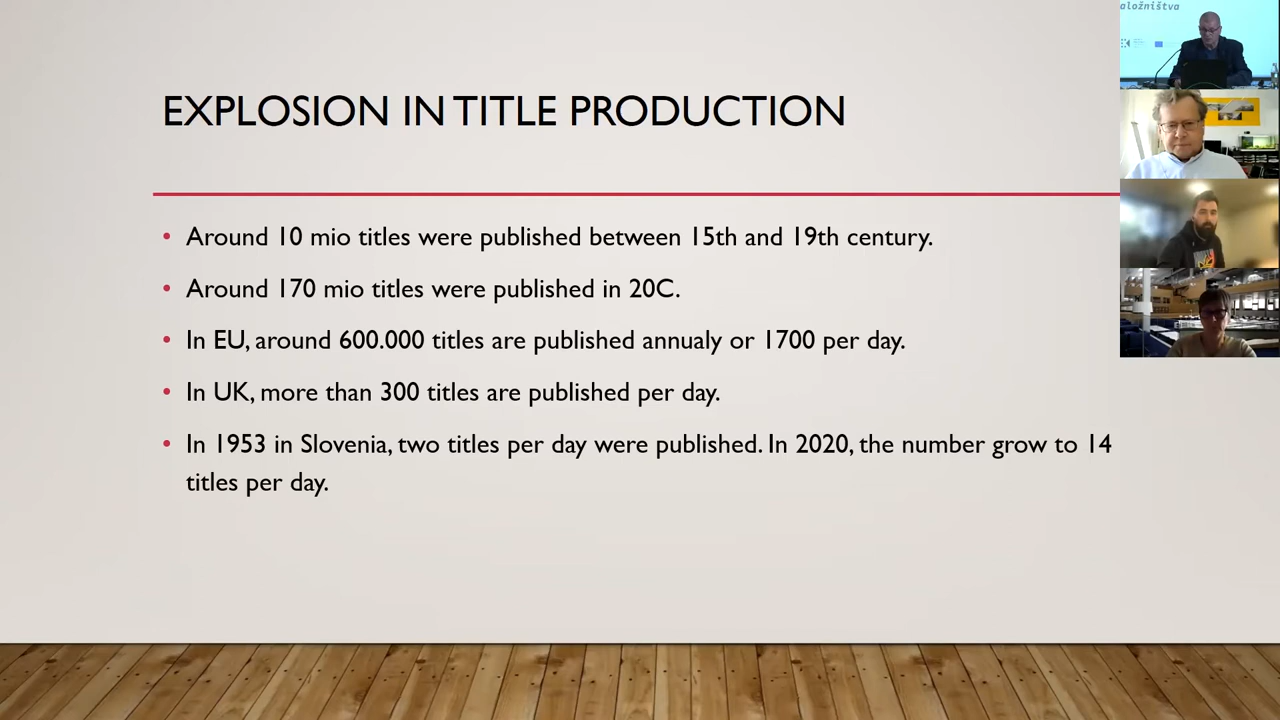 aložništva
EXPLOSION IN TITLE PRODUCTION
• Around 10 mio titles were published between 15th and 19th century.
• Around 170 mio titles were published in 20C.
• In EU, around 600.000 titles are published annualy or 1700 per day.
• In UK, more than 300 titles are published per day.
• In 1953 in Slovenia, two titles per day were published. In 2020, the number grow to 14
titles per day.